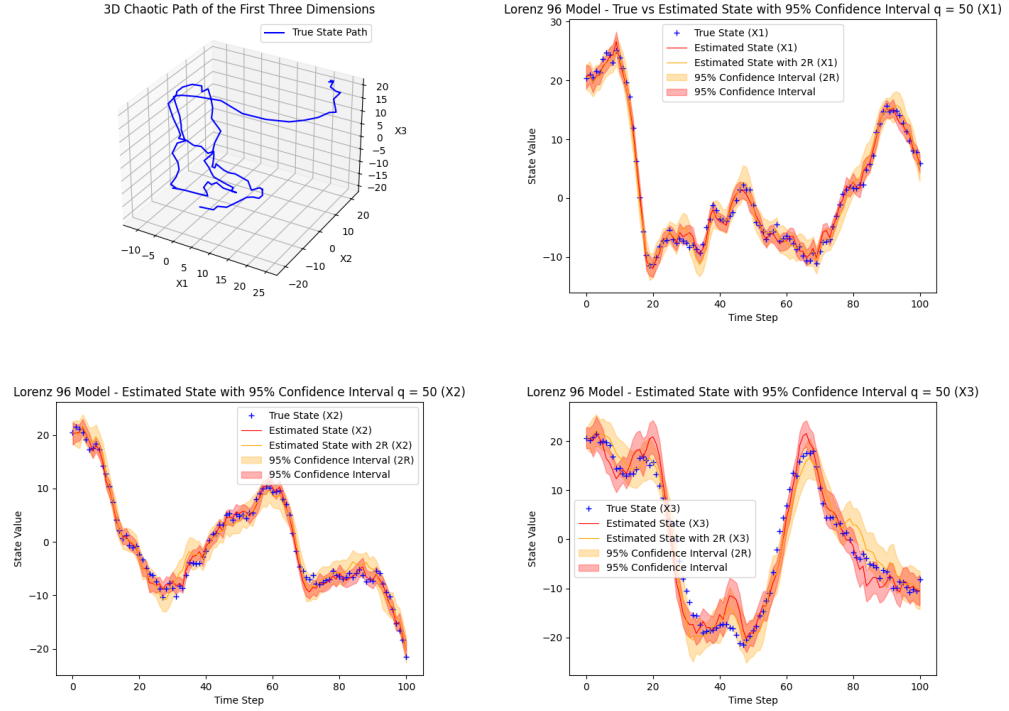 3D Chaotic Path of the First Three Dimensions
True State Path
20
15
10
5
0
−5
−10
−15
−20
X3
−10
−5
0
5
10
15
20
25
X1
−20
−10
0
10
20
X2
Lorenz 96 Model - True vs Estimated State with 95% Confidence Interval q = 50 (X1)
True State (X1)
Estimated State (X1)
Estimated State with 2R (X1)
95% Confidence Interval (2R)
95% Confidence Interval
State Value
30
20
10
0
−10
0 20 40 60 80 100
Time Step
Lorenz 96 Model - Estimated State with 95% Confidence Interval q = 50 (X2)
True State (X2)
Estimated State (X2)
Estimated State with 2R (X2)
95% Confidence Interval (2R)
95% Confidence Interval
State Value
20
10
0
−10
−20
0 20 40 60 80 100
Time Step
Lorenz 96 Model - Estimated State with 95% Confidence Interval q = 50 (X3)
True State (X3)
Estimated State (X3)
Estimated State with 2R (X3)
95% Confidence Interval (2R)
95% Confidence Interval
State Value
20
10
0
−10
−20
0 20 40 60 80 100
Time Step